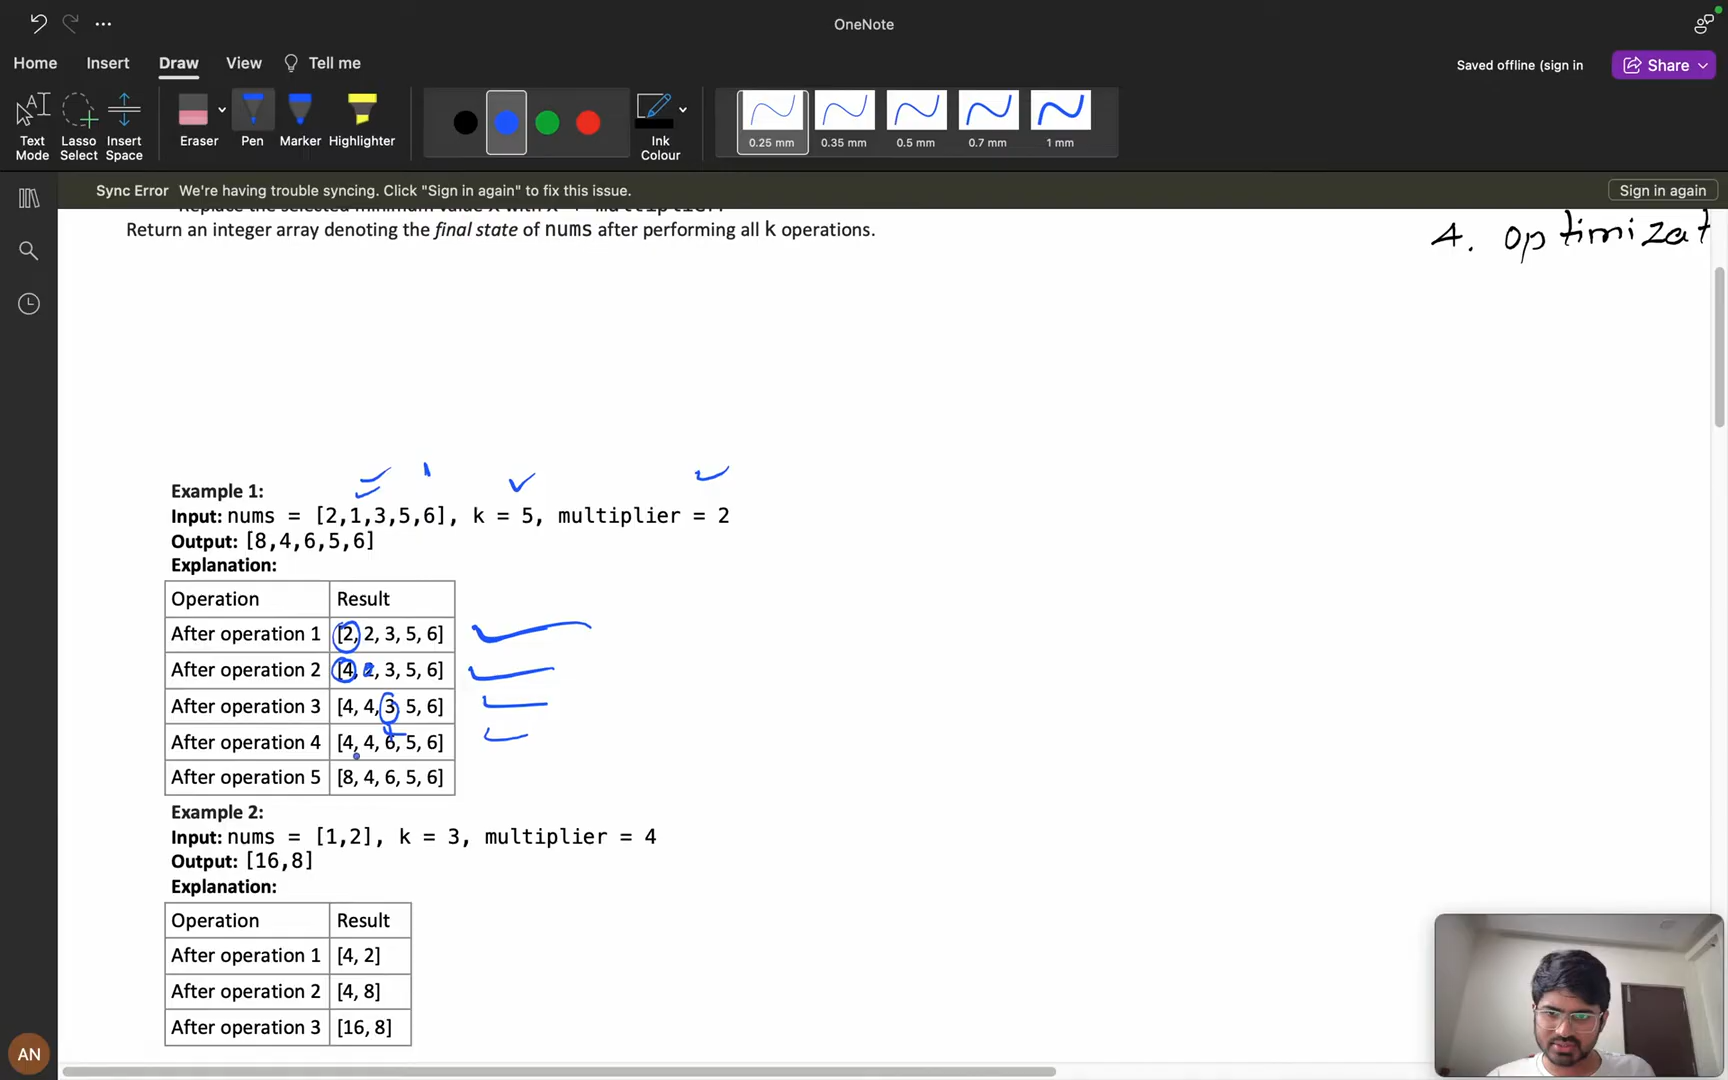 OneNote
Home Insert Draw View Tell me
Saved offline (sign in
Share
Text Mode
Lasso Select
Insert Space
Eraser
Pen
Marker
Highlighter
Ink Colour
0.25 mm
0.35 mm
0.5 mm
0.7 mm
1 mm
Sync Error We're having trouble syncing. Click "Sign in again" to fix this issue.
Sign in again
Replace the selected minimum value x with x * multiplier.
Return an integer array denoting the final state of nums after performing all k operations.
4. optimizat
Example 1:
Input: nums = [2,1,3,5,6], k = 5, multiplier = 2
Output: [8,4,6,5,6]
Explanation:
Operation Result
After operation 1 [2, 2, 3, 5, 6]
After operation 2 [4, 2, 3, 5, 6]
After operation 3 [4, 4, 3, 5, 6]
After operation 4 [4, 4, 6, 5, 6]
After operation 5 [8, 4, 6, 5, 6]
Example 2:
Input: nums = [1,2], k = 3, multiplier = 4
Output: [16,8]
Explanation:
Operation Result
After operation 1 [4, 2]
After operation 2 [4, 8]
After operation 3 [16, 8]
AN